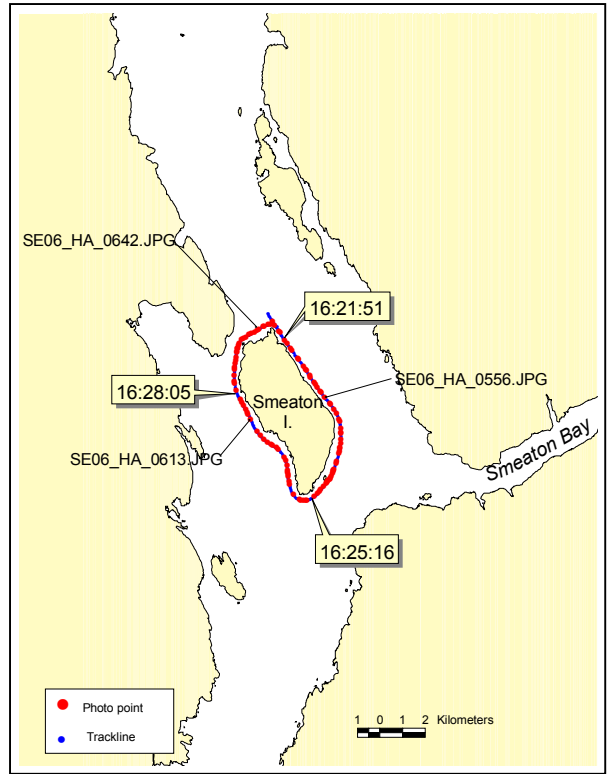 SE06_HA_0642.JPG
16:21:51
SE06_HA_0556.JPG
16:28:05
Smeaton
I.
SE06_HA_0613.JPG
Smeaton Bay
16:25:16
Photo point
Trackline
1 0 1 2 Kilometers